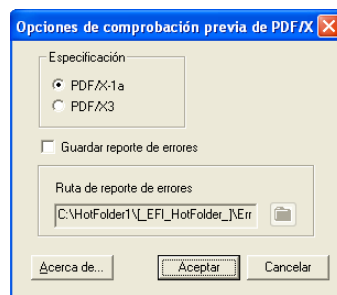 Opciones de comprobación previa de PDF/X
Especificación
PDF/X-1a
PDF/X3
Guardar reporte de errores
Ruta de reporte de errores
C:\HotFolder1\[_EFI_HotFolder_]\Err
Acerca de... Aceptar Cancelar